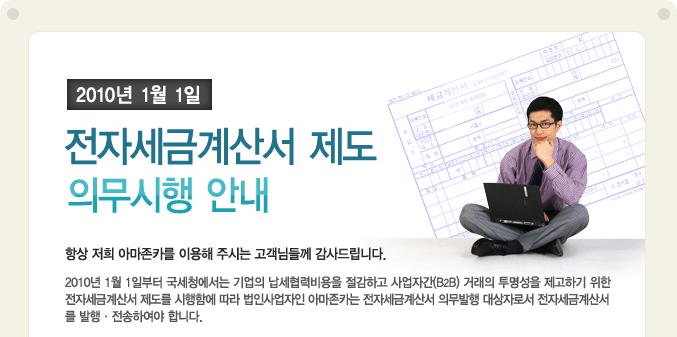 2010년 1월 1일
전자세금계산서 제도
의무시행 안내
세금계산서
항상 저희 아마존카를 이용해 주시는 고객님들께 감사드립니다.
2010년 1월 1일부터 국세청에서는 기업의 납세협력비용을 절감하고 사업자간(B2B) 거래의 투명성을 제고하기 위한
전자세금계산서 제도를 시행함에 따라 법인사업자인 아마존카는 전자세금계산서 의무발행 대상자로서 전자세금계산서
를 발행 · 전송하여야 합니다.